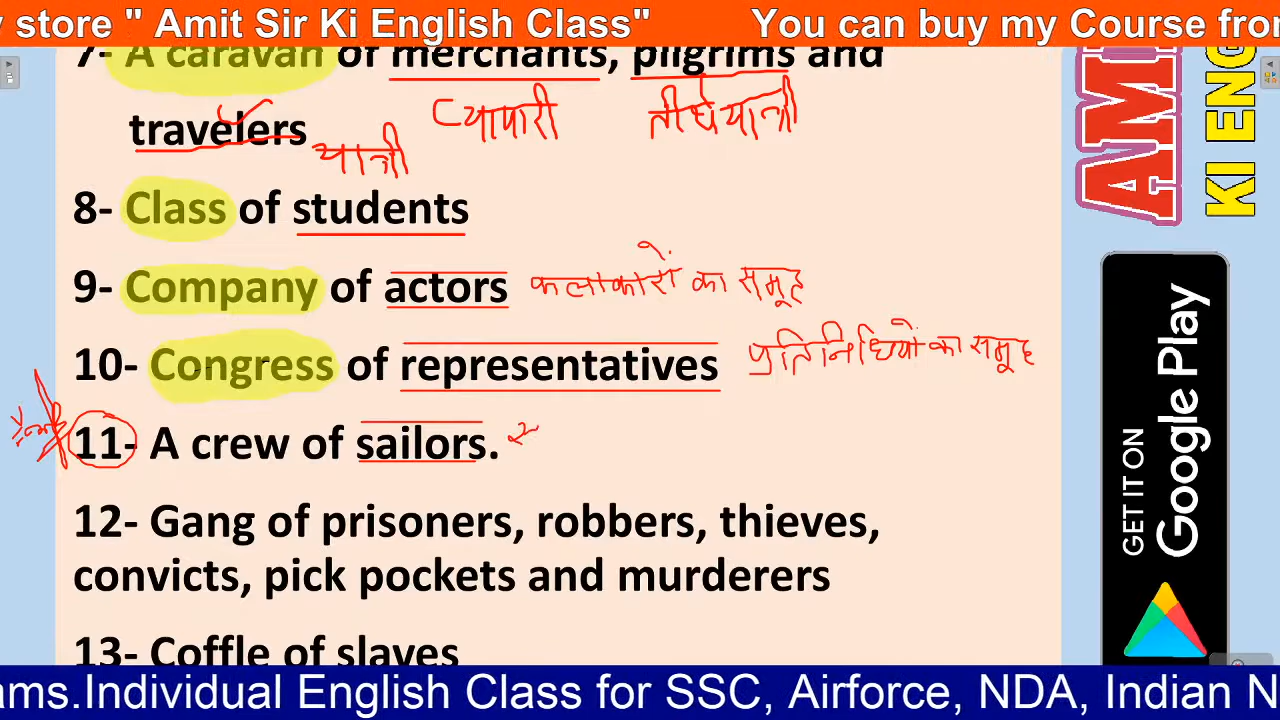 y store " Amit Sir Ki English Class" You can buy my Course from
7- A caravan of merchants, pilgrims and
व्यापारी तीर्थयात्री
travelers
यात्री
8- Class of students
9- Company of actors कलाकारों का समूह
10- Congress of representatives प्रतिनिधियों का समूह
11- A crew of sailors.
12- Gang of prisoners, robbers, thieves,
convicts, pick pockets and murderers
13- Coffle of slaves
AM
KI ENG
GET IT ON
Google Play
ams.Individual English Class for SSC, Airforce, NDA, Indian N